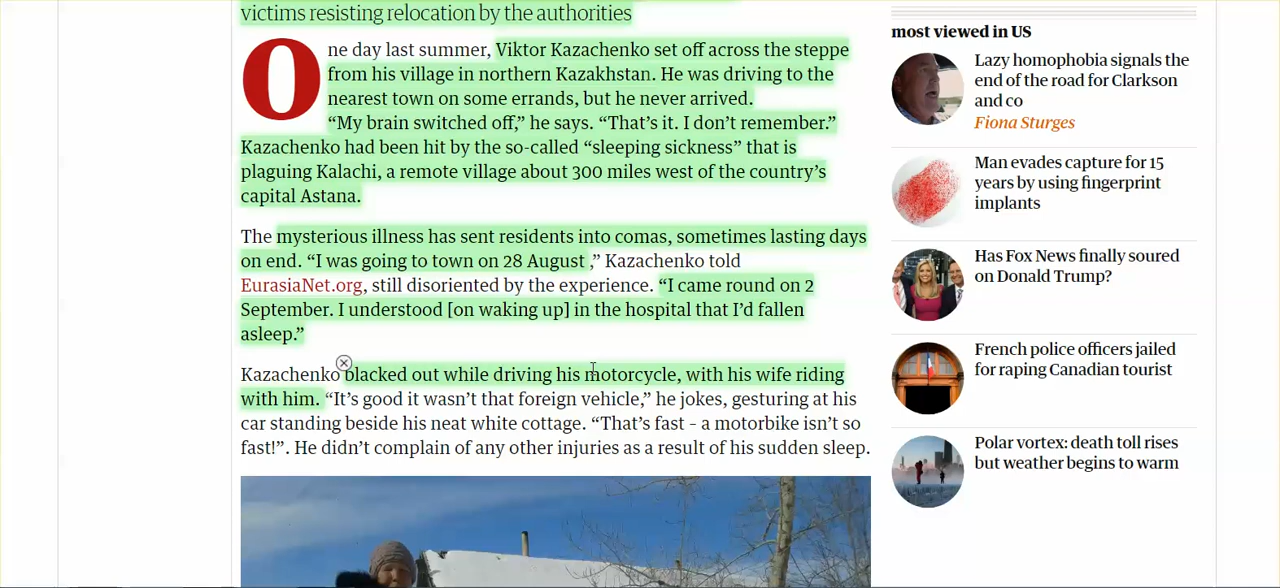 victims resisting relocation by the authorities
One day last summer, Viktor Kazachenko set off across the steppe
from his village in northern Kazakhstan. He was driving to the
nearest town on some errands, but he never arrived.
“My brain switched off,” he says. “That’s it. I don’t remember.”
Kazachenko had been hit by the so-called “sleeping sickness” that is
plaguing Kalachi, a remote village about 300 miles west of the country’s
capital Astana.
The mysterious illness has sent residents into comas, sometimes lasting days
on end. “I was going to town on 28 August ,” Kazachenko told
EurasiaNet.org, still disoriented by the experience. “I came round on 2
September. I understood [on waking up] in the hospital that I’d fallen
asleep.”
Kazachenko blacked out while driving his motorcycle, with his wife riding
with him. “It’s good it wasn’t that foreign vehicle,” he jokes, gesturing at his
car standing beside his neat white cottage. “That’s fast – a motorbike isn’t so
fast!”. He didn’t complain of any other injuries as a result of his sudden sleep.
most viewed in US
Lazy homophobia signals the
end of the road for Clarkson
and co
Fiona Sturges
Man evades capture for 15
years by using fingerprint
implants
Has Fox News finally soured
on Donald Trump?
French police officers jailed
for raping Canadian tourist
Polar vortex: death toll rises
but weather begins to warm